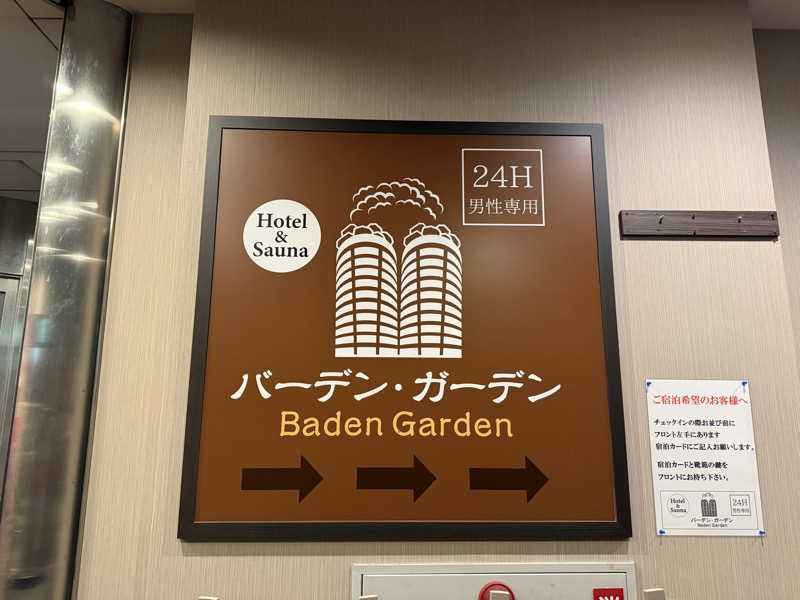 Hotel
&
Sauna
24H
男性専用
バーデン・ガーデン
Baden Garden
ご宿泊希望のお客様へ
チェックインの際お並び前に
フロント左手にあります
宿泊カードにご記入お願いします。
宿泊カードと靴箱の鍵を
フロントにお持ち下さい。
Hotel
&
Sauna
24H
男性専用
バーデン・ガーデン
Baden Garden